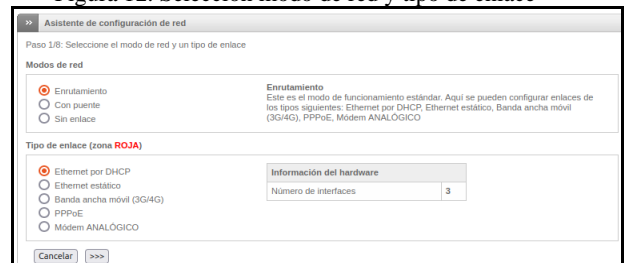 Figura 12. Selección modo de red y tipo de enlace
>> Asistente de configuración de red
Paso 1/8: Seleccione el modo de red y un tipo de enlace
Modos de red
Enrutamiento
Con puente
Sin enlace
Enrutamiento
Este es el modo de funcionamiento estándar. Aquí se pueden configurar enlaces de
los tipos siguientes: Ethernet por DHCP, Ethernet estático, Banda ancha móvil
(3G/4G), PPPoE, Módem ANALÓGICO
Tipo de enlace (zona ROJA)
Ethernet por DHCP
Ethernet estático
Banda ancha móvil (3G/4G)
PPPoE
Módem ANALÓGICO
Información del hardware
Número de interfaces 3
Cancelar >>>